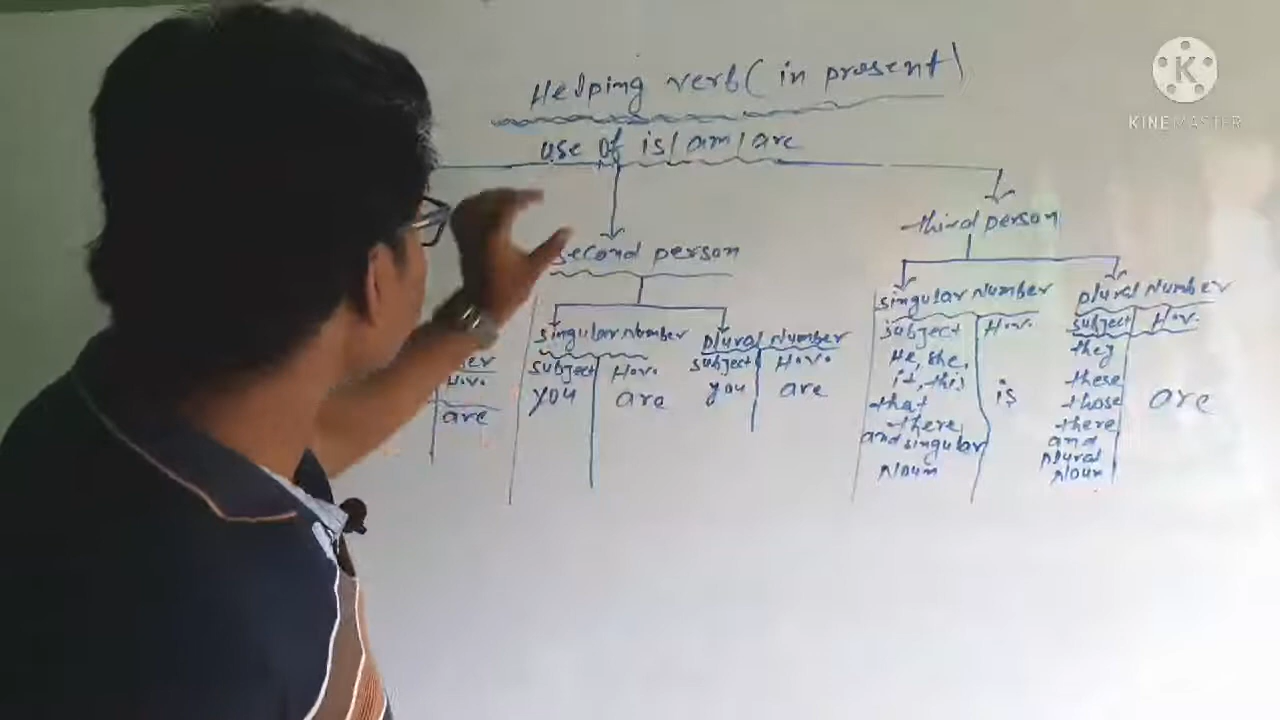 Helping verb (in present)
use of is/am/are
second person
third person
singular number
plural number
singular number
plural number
subject H.v.
subject H.v.
subject H.v.
subject H.v.
H.v.
are
you are
you are
He, she,
it, this
that
there
and singular
Noun
is
they
these
those
there
and
plural
Noun
are
KINEMASTER